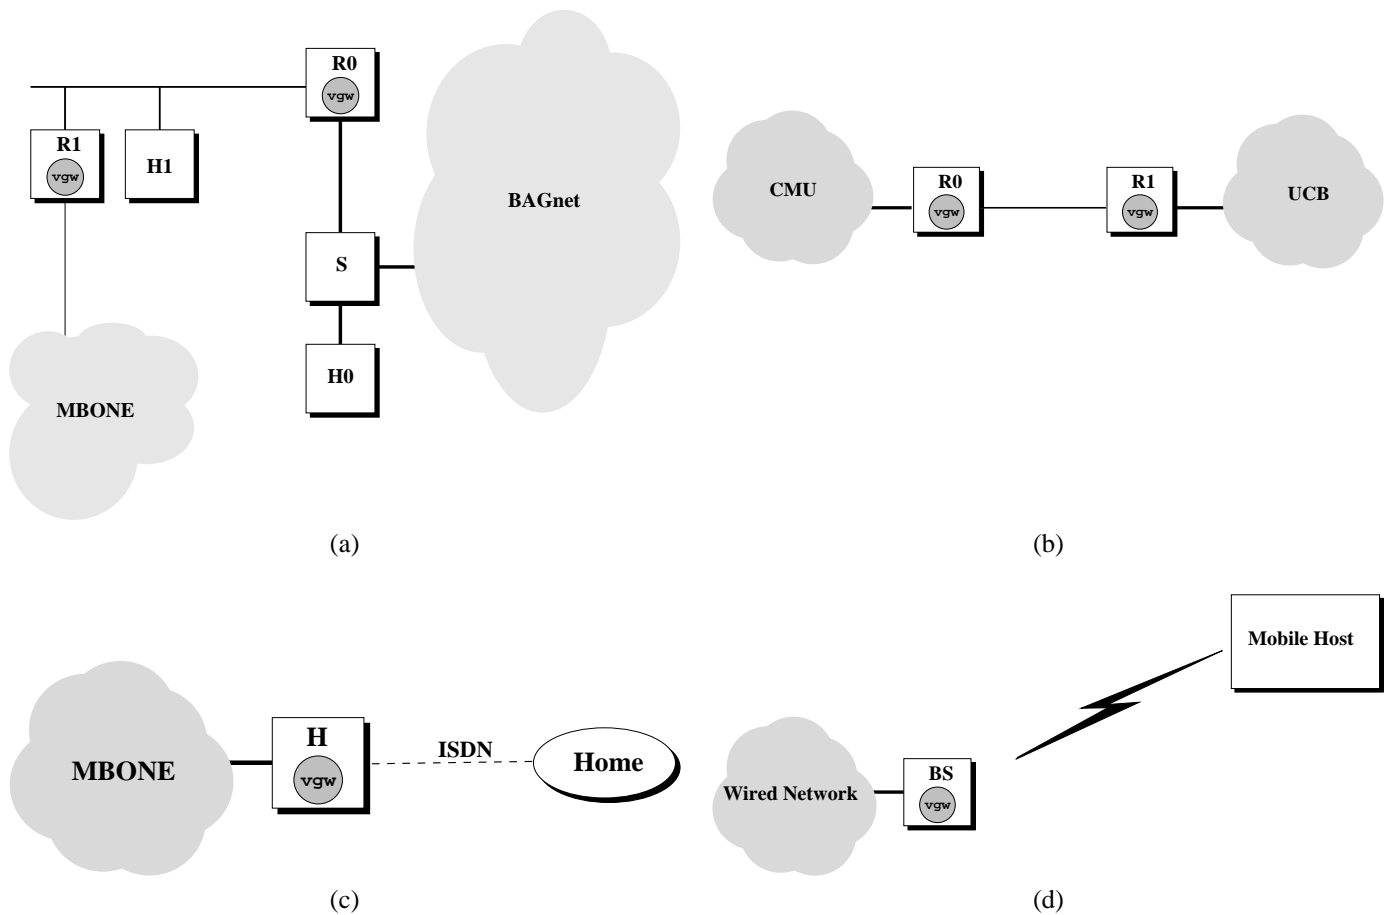 R0
vgw
R1
vgw
H1
BAGnet
S
H0
MBONE
(a)
CMU
R0
vgw
R1
vgw
UCB
(b)
MBONE
H
vgw
ISDN
Home
(c)
Mobile Host
Wired Network
BS
vgw
(d)